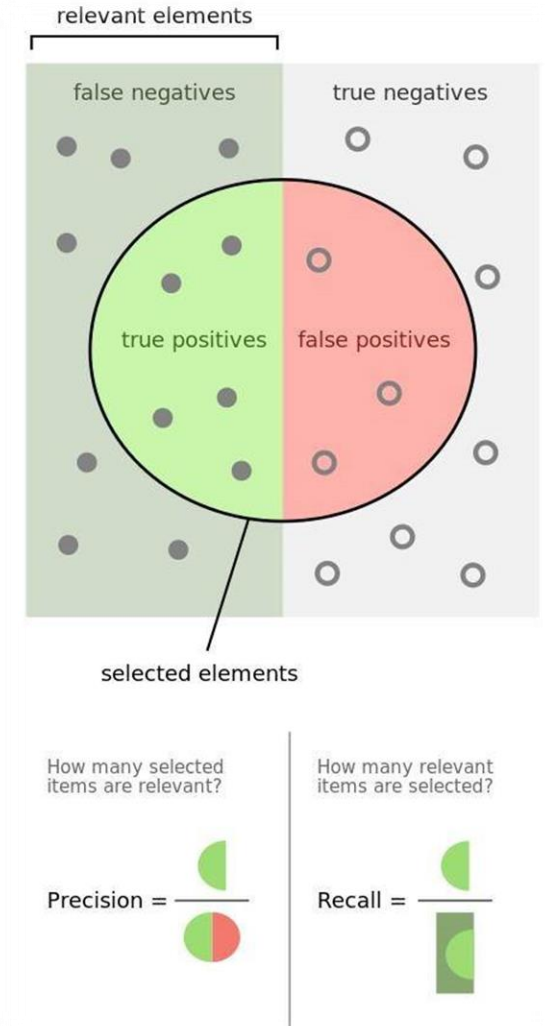 relevant elements
false negatives
true negatives
true positives
false positives
selected elements
How many selected
items are relevant?
How many relevant
items are selected?
Precision =
Recall =